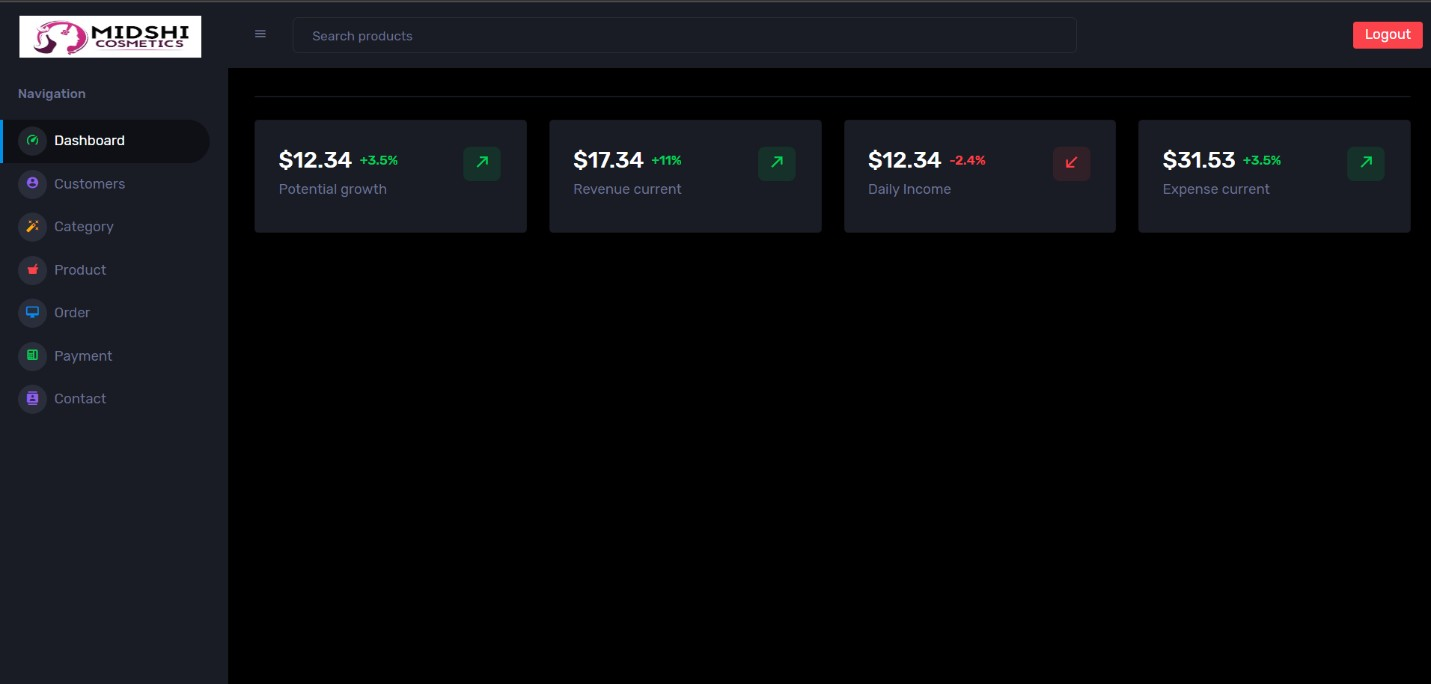 MIDSHI
COSMETICS
Search products
Logout
Navigation
Dashboard
Customers
Category
Product
Order
Payment
Contact
$12.34 +3.5%
Potential growth
$17.34 +11%
Revenue current
$12.34 -2.4%
Daily Income
$31.53 +3.5%
Expense current